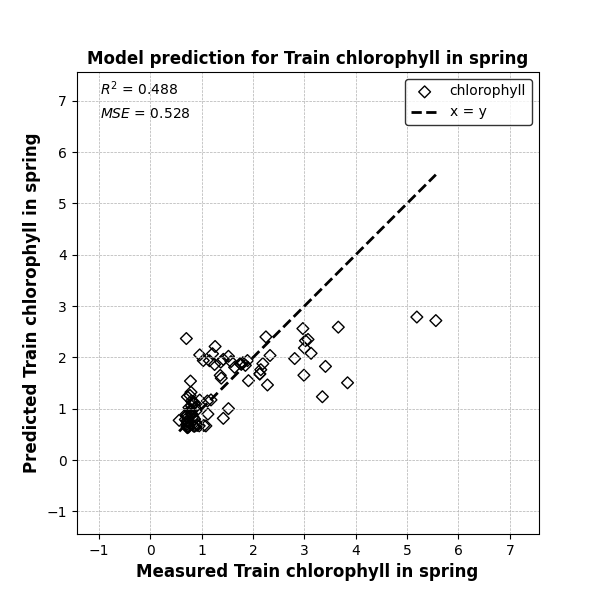 Model prediction for Train chlorophyll in spring
R² = 0.488
MSE = 0.528
chlorophyll
x = y
Predicted Train chlorophyll in spring
7
6
5
4
3
2
1
0
−1
−1 0 1 2 3 4 5 6 7
Measured Train chlorophyll in spring